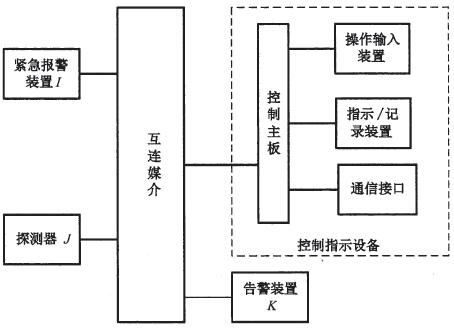 紧急报警
装置I
探测器 J
互连媒介
控制主板
操作输入
装置
指示/记
录装置
通信接口
控制指示设备
告警装置
K